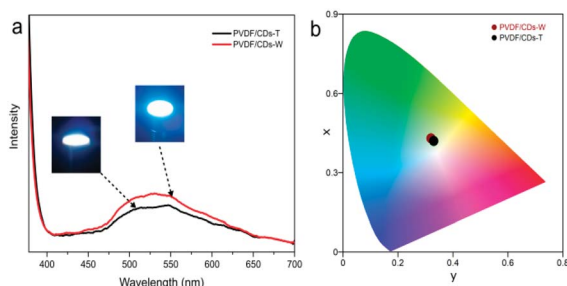 a
PVDF/CDs-T
PVDF/CDs-W
Intensity
400
450
500
550
600
650
700
Wavelength (nm)
b
0.9
PVDF/CDs-W
PVDF/CDs-T
0.6
x
0.3
0
0
0.2
0.4
0.6
0.8
y